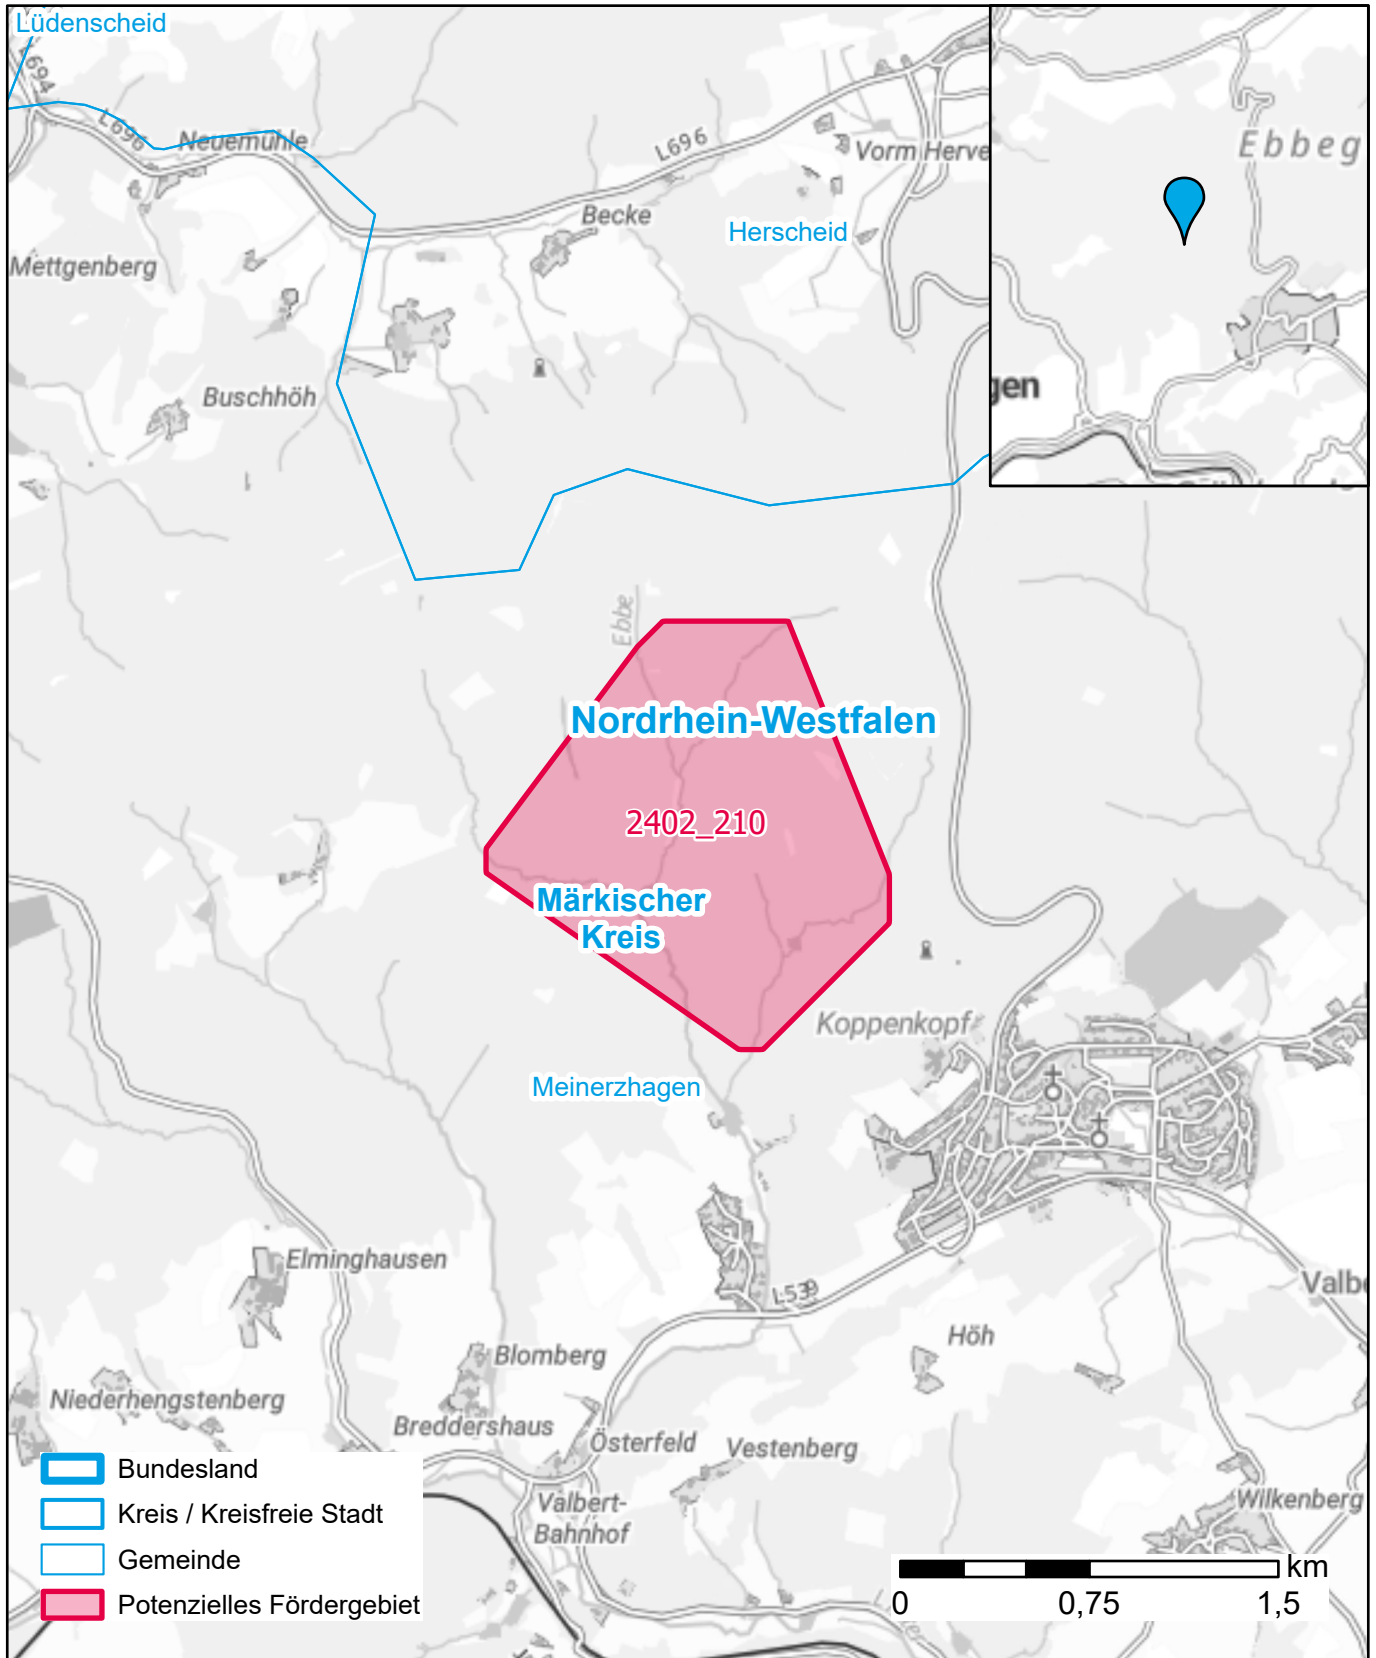 Lüdenscheid
L694
L696
Neuemühle
L696
Vorm Herve
Ebbeg
Becke
Herscheid
Mettgenberg
Buschhöh
gen
Ebbe
Nordrhein-Westfalen
2402_210
Märkischer
Kreis
Koppenkopf
Meinerzhagen
Elminghausen
L539
Valbe
Höh
Blomberg
Niederhengstenberg
Breddershaus
Österfeld
Vestenberg
Valbert-
Bahnhof
Wilkenberg
Bundesland
Kreis / Kreisfreie Stadt
Gemeinde
Potenzielles Fördergebiet
km
0 0,75 1,5